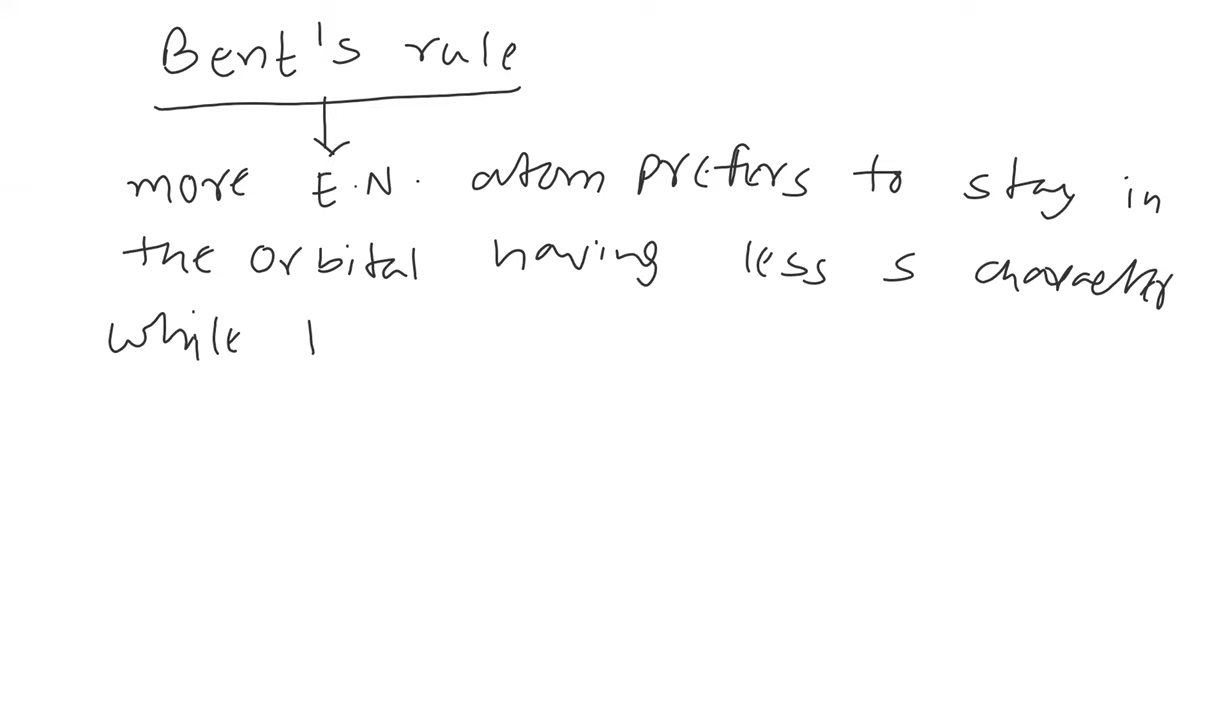 Bent's rule
more E.N. atom prefers to stay in
the orbital having less s character
while